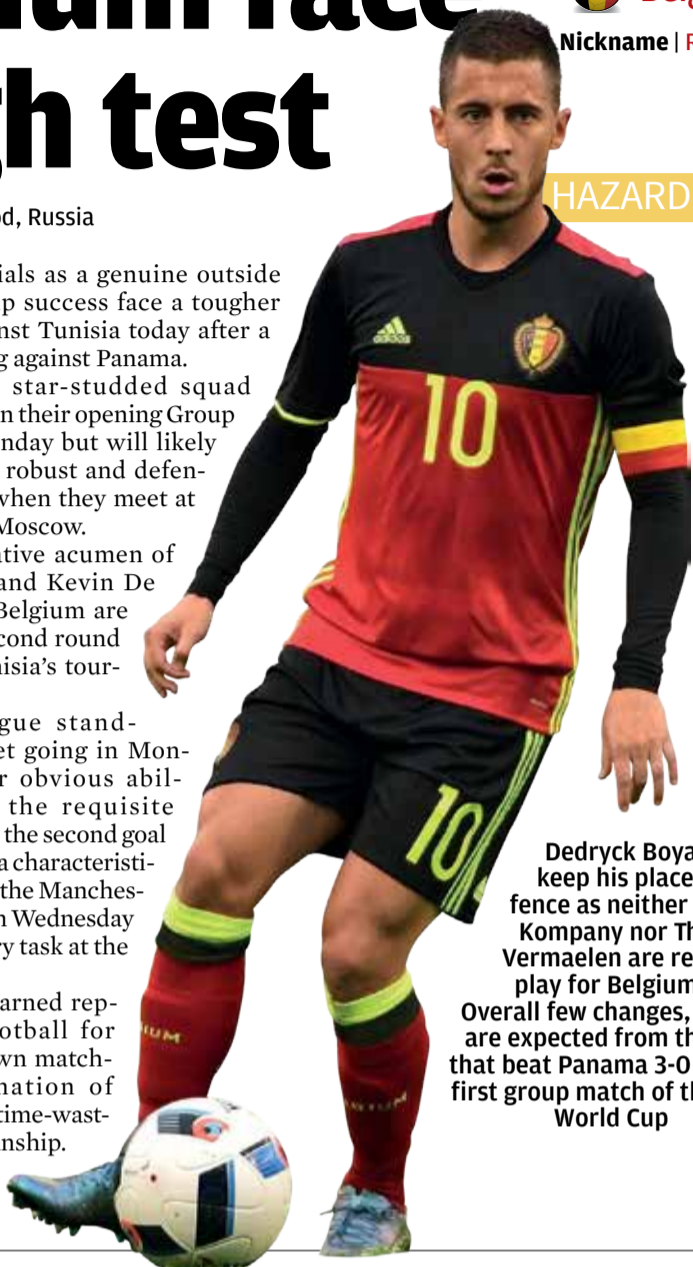 gh test
od, Russia
ials as a genuine outside
p success face a tougher
nst Tunisia today after a
g against Panama.
star-studded squad
n their opening Group
nday but will likely
robust and defen-
when they meet at
Moscow.
tive acumen of
and Kevin De
Belgium are
cond round
nisia's tour-
gue stand-
et going in Mon-
r obvious abil-
the requisite
the second goal
a characteristi-
the Manches-
n Wednesday
ry task at the
arned rep-
otball for
wn match-
nation of
time-wast-
nship.
Nickname |
HAZARD
adidas
10
10
IUM
LGIUM
Dedryck Boya
keep his place
fence as neither
Kompany nor Th
Vermaelen are re
play for Belgium
Overall few changes,
are expected from th
that beat Panama 3-0
first group match of th
World Cup